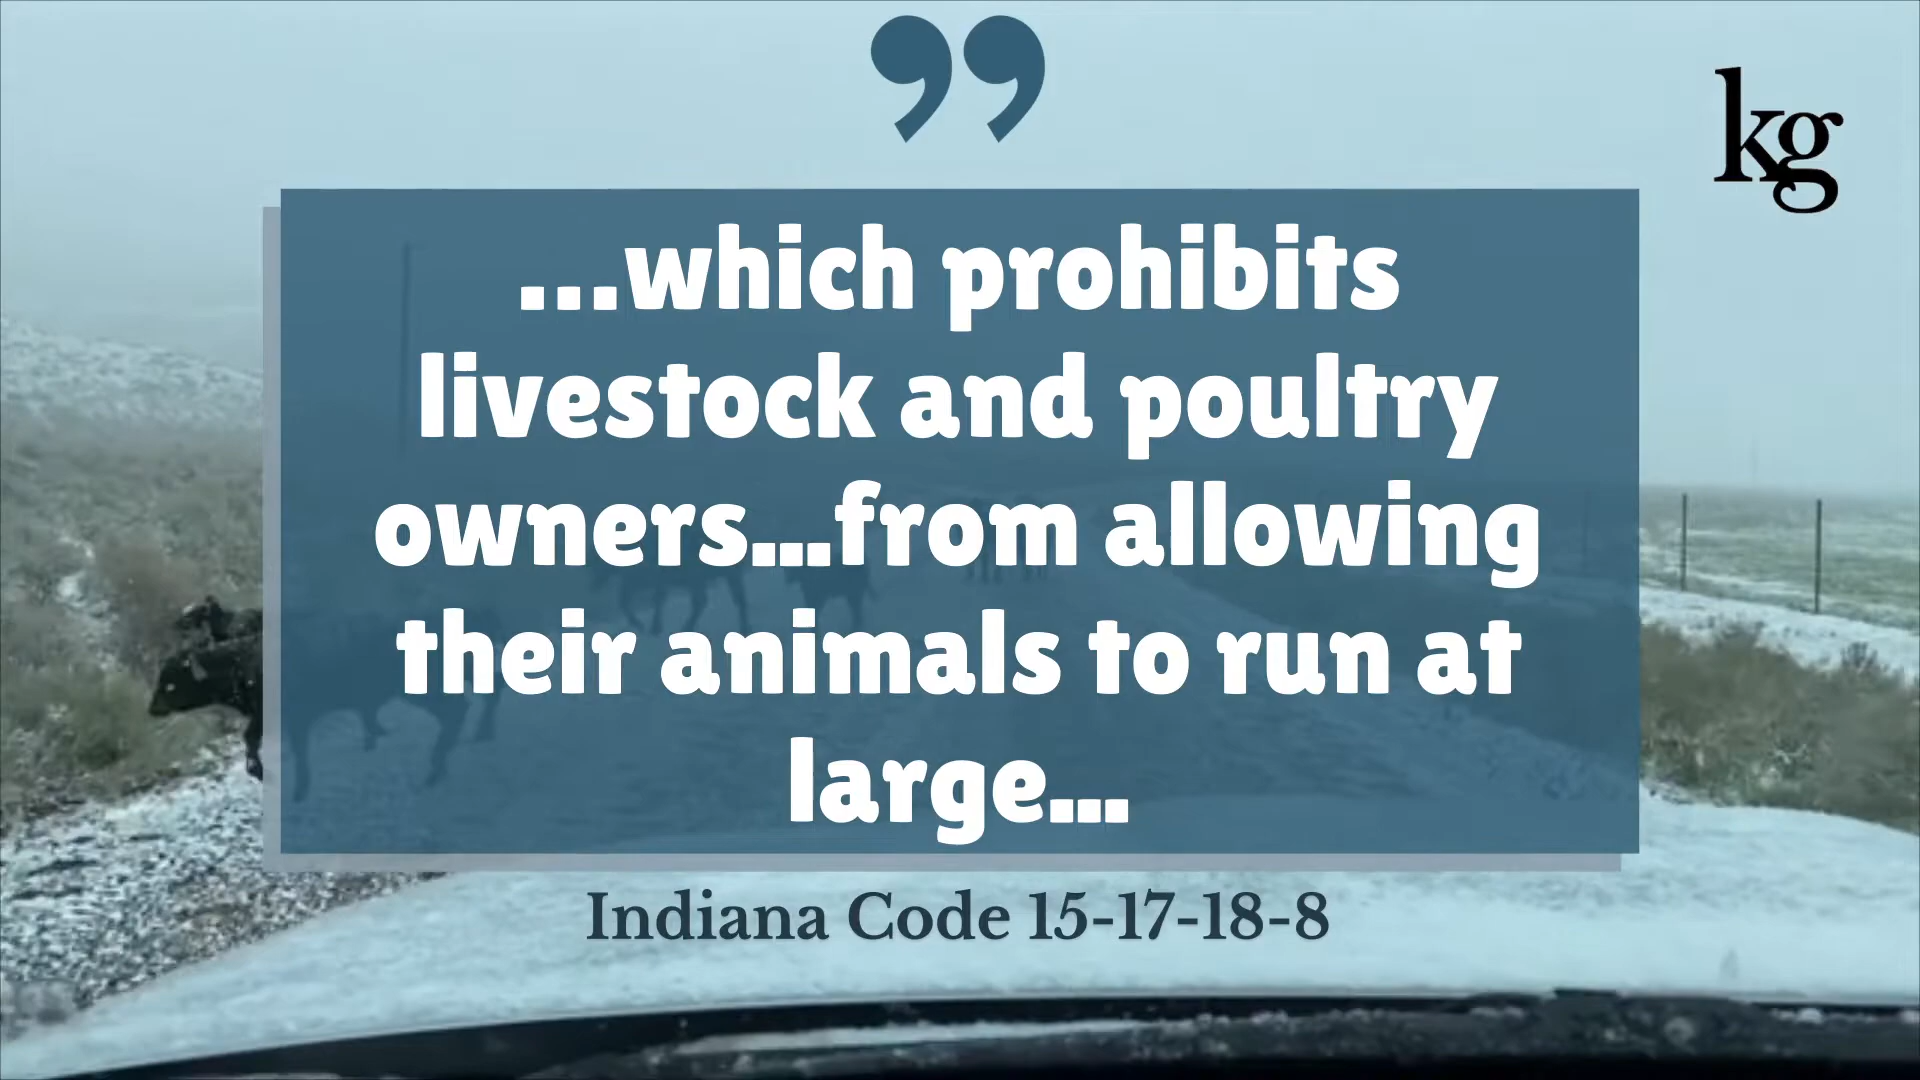 ”
kg
...which prohibits
livestock and poultry
owners...from allowing
their animals to run at
large...
Indiana Code 15-17-18-8